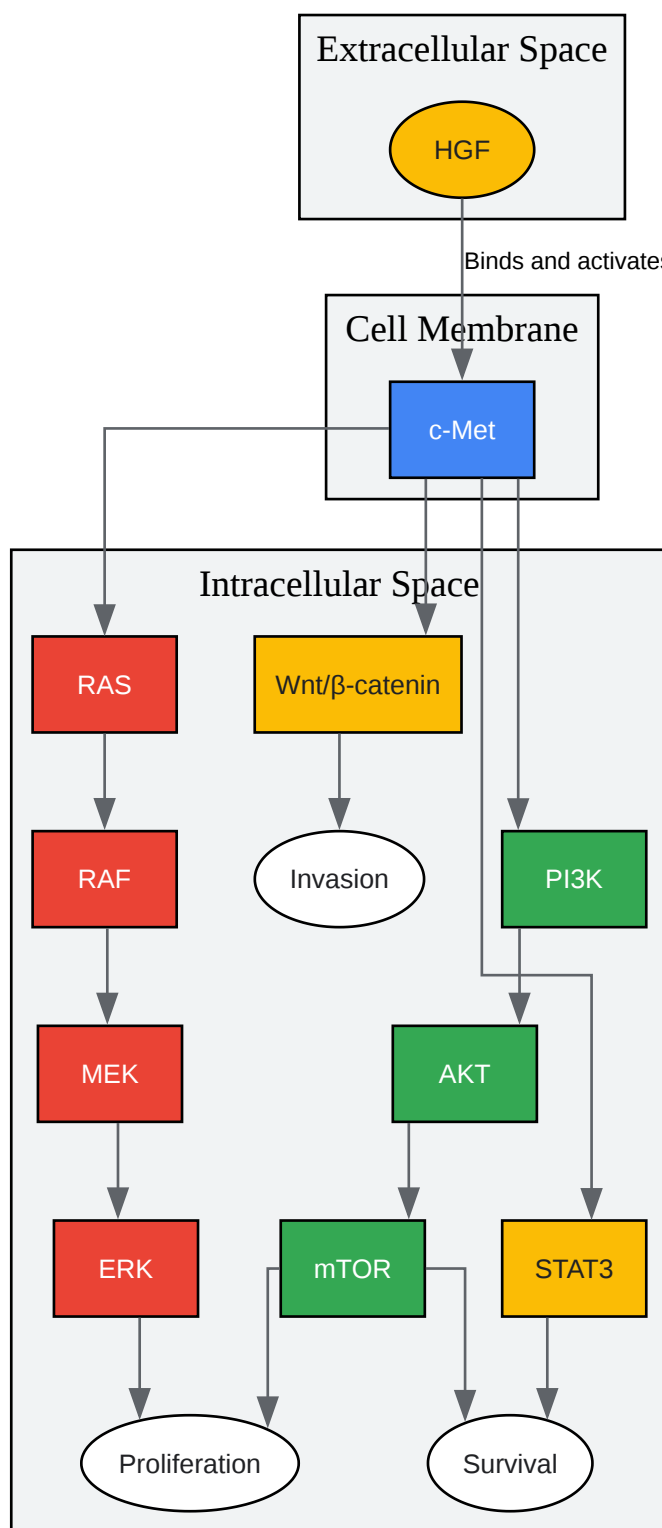 Extracellular Space
HGF
Binds and activates
Cell Membrane
c-Met
Intracellular Space
RAS
Wnt/β-catenin
RAF
Invasion
PI3K
MEK
AKT
ERK
mTOR
STAT3
Proliferation
Survival